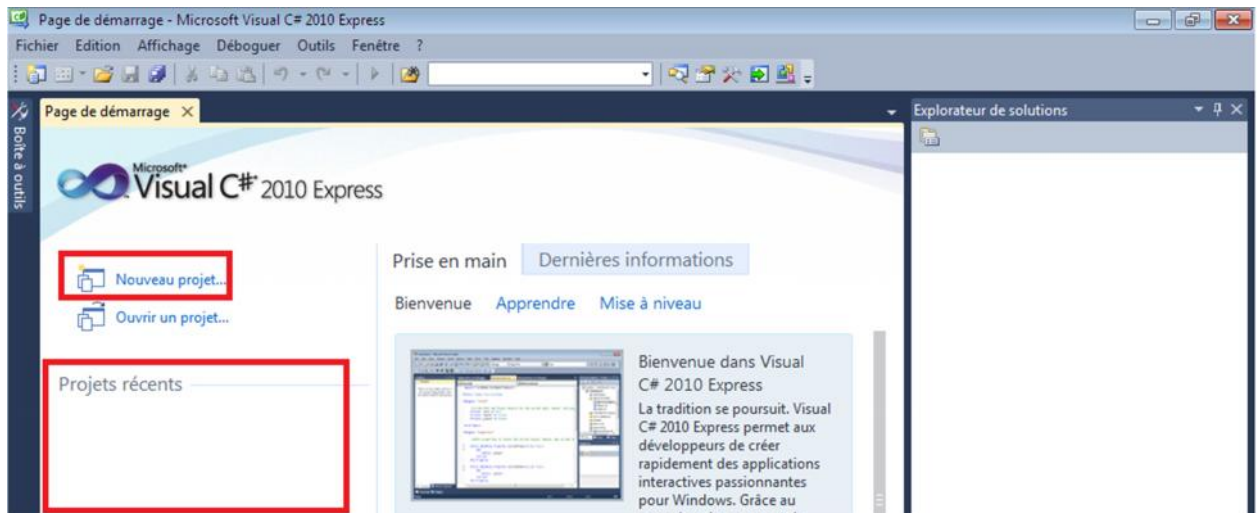 Page de démarrage - Microsoft Visual C# 2010 Express
Fichier Edition Affichage Déboguer Outils Fenêtre ?
Boîte à outils
Page de démarrage
Explorateur de solutions
Microsoft
Visual C# 2010 Express
Nouveau projet...
Ouvrir un projet...
Projets récents
Prise en main Dernières informations
Bienvenue Apprendre Mise à niveau
Bienvenue dans Visual
C# 2010 Express
La tradition se poursuit. Visual
C# 2010 Express permet aux
développeurs de créer
rapidement des applications
interactives passionnantes
pour Windows. Grâce au